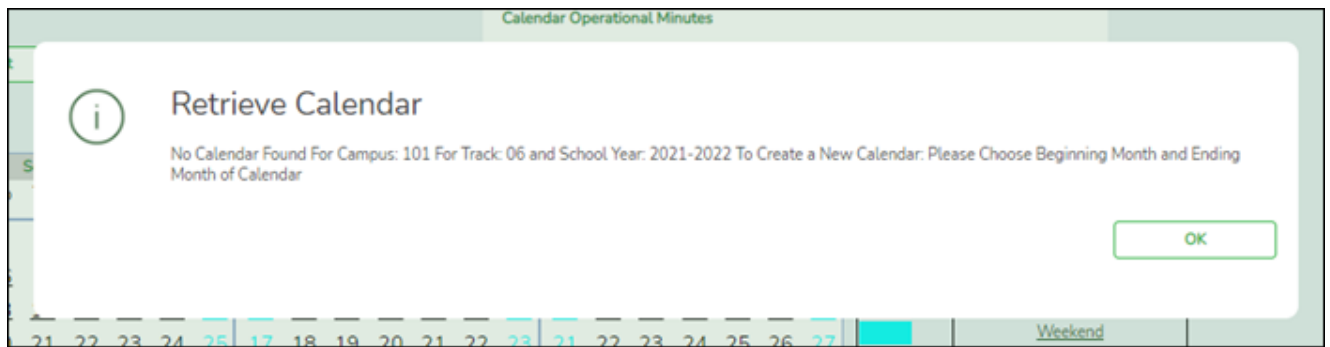 Calendar Operational Minutes
Retrieve Calendar
No Calendar Found For Campus: 101 For Track: 06 and School Year: 2021-2022 To Create a New Calendar: Please Choose Beginning Month and Ending
Month of Calendar
OK
21 22 23 24 25 17 18 19 20 21 22 23 21 22 23 24 25 26 27 Weekend